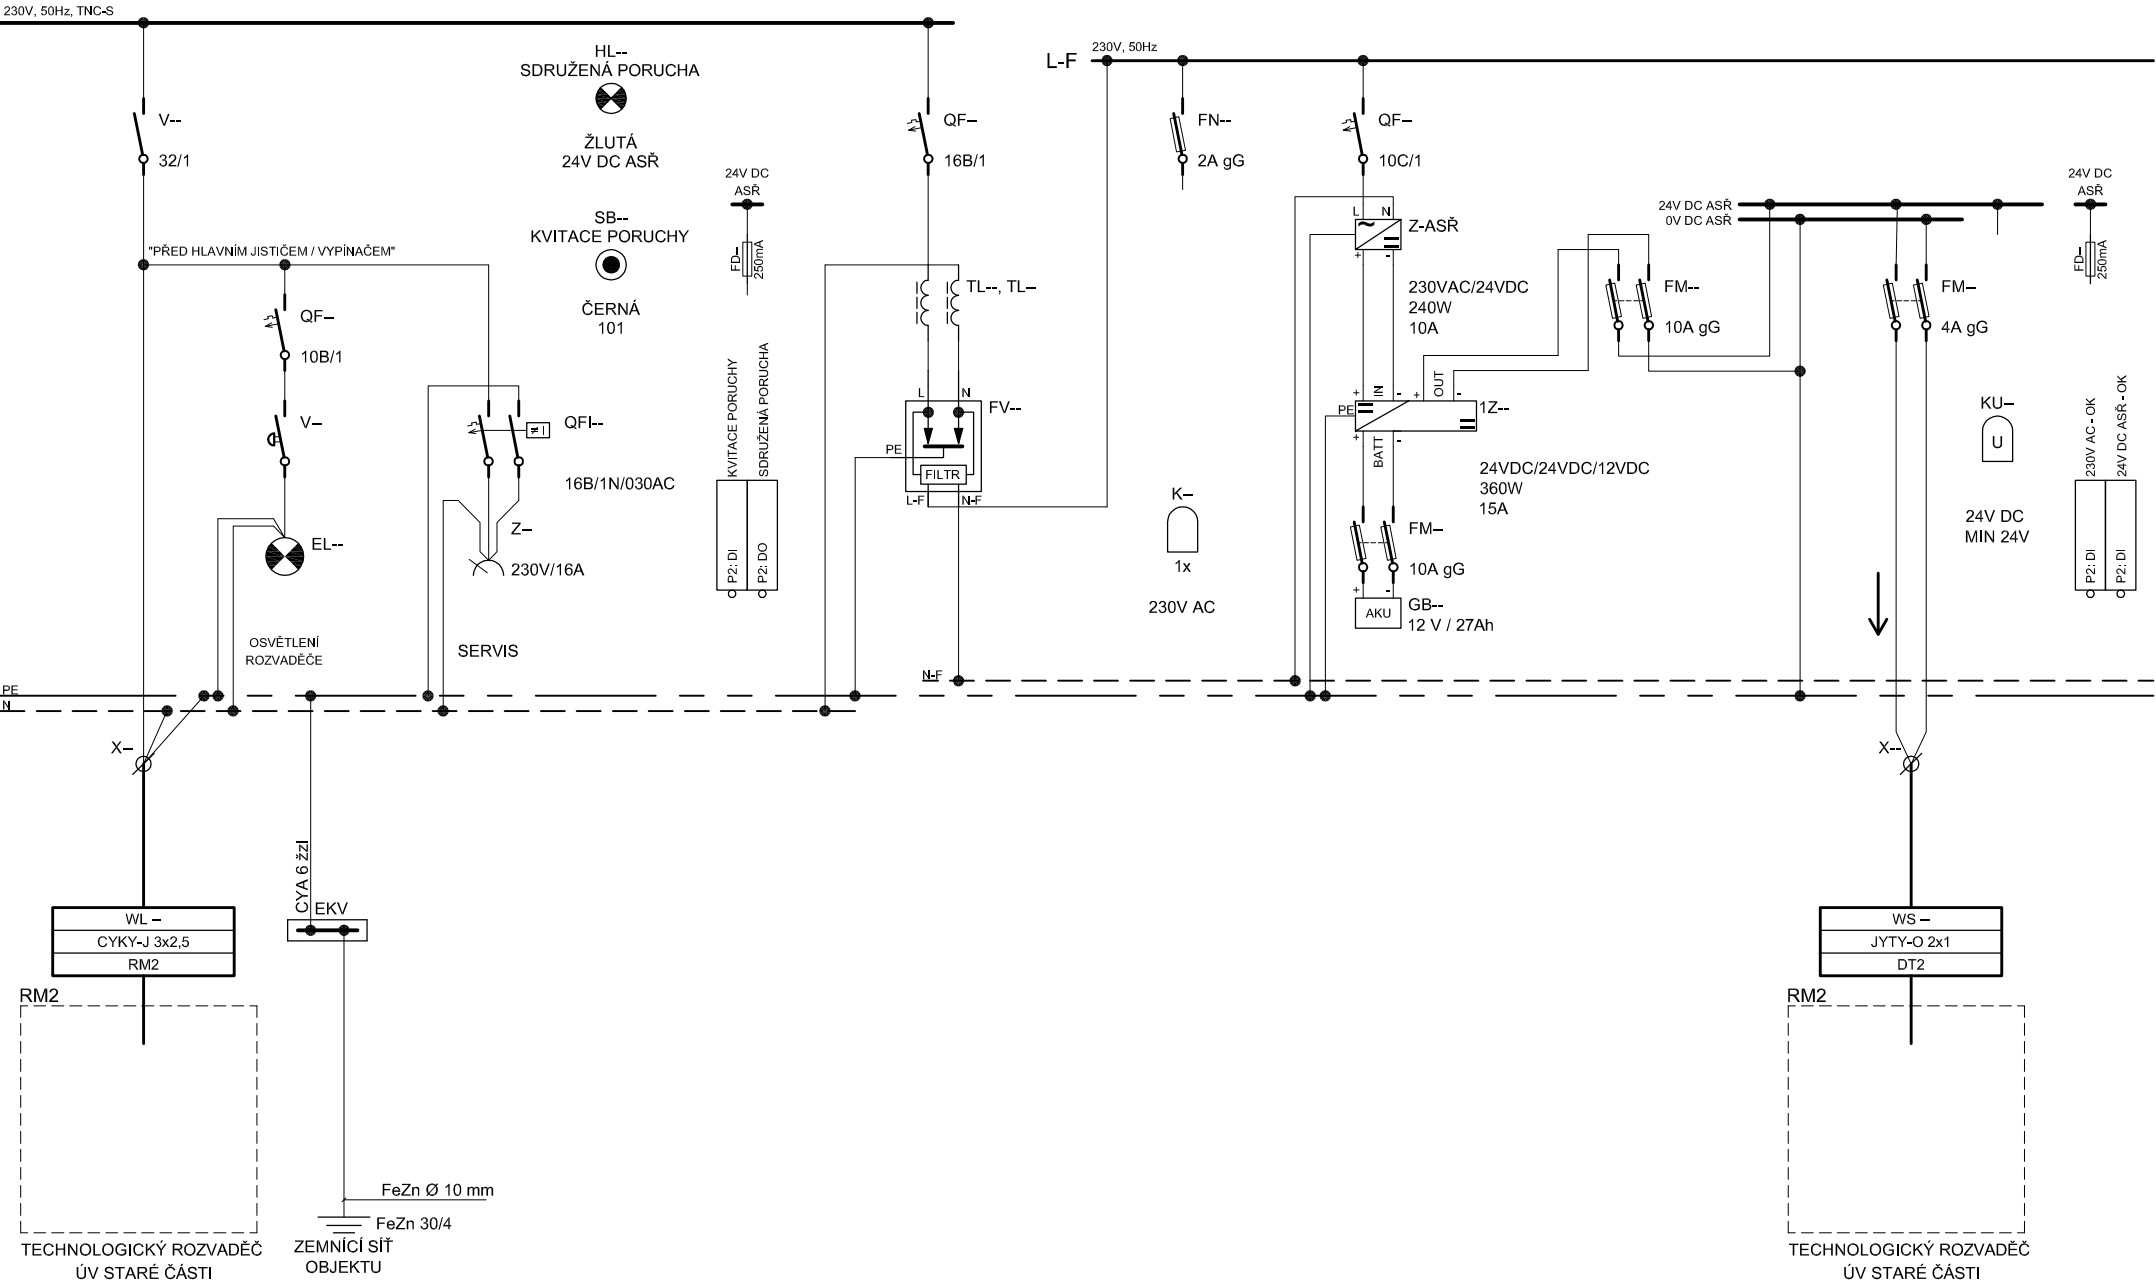 230V, 50Hz, TNC-S
V--
32/1
"PŘED HLAVNÍM JISTIČEM / VYPÍNAČEM"
QF--
10B/1
V--
EL--
OSVĚTLENÍ
ROZVADĚČE
QFI--
16B/1N/030AC
Z--
230V/16A
SERVIS
HL--
SDRUŽENÁ PORUCHA
ŽLUTÁ
24V DC ASŘ
SB--
KVITACE PORUCHY
ČERNÁ
101
24V DC
ASŘ
FD--
250mA
KVITACE PORUCHY
SDRUŽENÁ PORUCHA
P2: DI
P2: DO
QF--
16B/1
TL--, TL--
L
N
FV--
PE
FILTR
L-F
N-F
L-F
230V, 50Hz
FN--
2A gG
K--
1x
230V AC
QF--
10C/1
L
N
Z-ASŘ
+
-
230VAC/24VDC
240W
10A
+
IN
-
+
OUT
-
PE
1Z--
+
BATT
-
24VDC/24VDC/12VDC
360W
15A
FM--
10A gG
+
-
AKU
GB--
12 V / 27Ah
24V DC ASŘ
0V DC ASŘ
FM--
10A gG
FM--
4A gG
24V DC
ASŘ
FD--
250mA
KU--
U
24V DC
MIN 24V
230V AC - OK
24V DC ASŘ - OK
P2: DI
P2: DI
N-F
PE
N
X--
X--
CYA 6 žzl
EKV
WL --
CYKY-J 3x2,5
RM2
RM2
TECHNOLOGICKÝ ROZVADĚČ
ÚV STARÉ ČÁSTI
FeZn Ø 10 mm
FeZn 30/4
ZEMNÍCÍ SÍŤ
OBJEKTU
WS --
JYTY-O 2x1
DT2
RM2
TECHNOLOGICKÝ ROZVADĚČ
ÚV STARÉ ČÁSTI